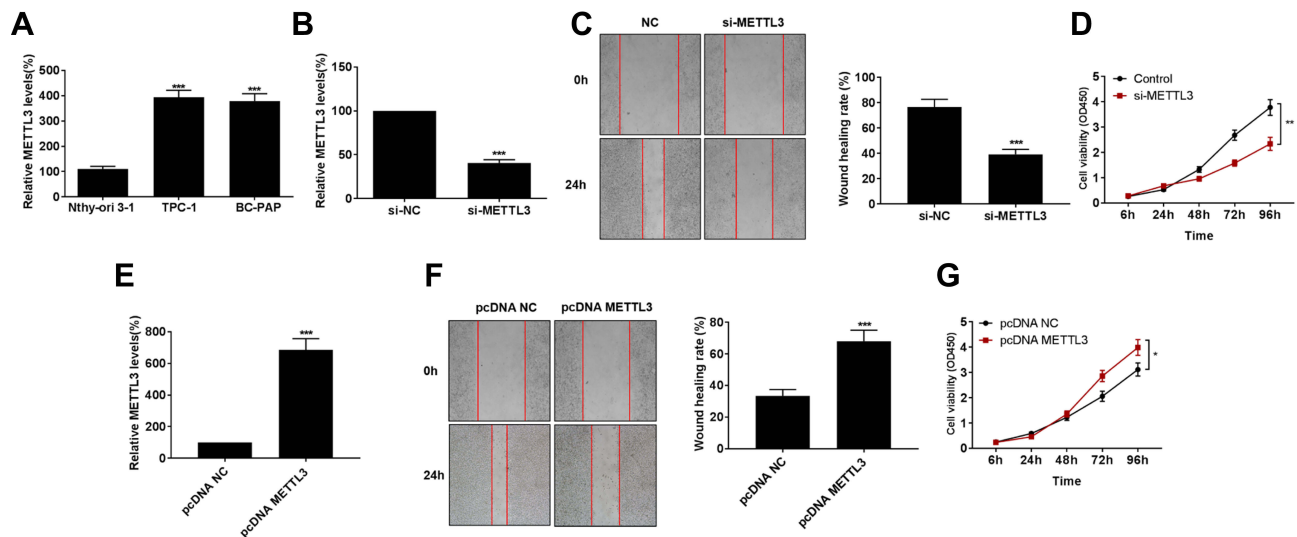 A
Relative METTL3 levels(%)
500
400
300
200
100
0
***
***
Nthy-ori 3-1 TPC-1 BC-PAP
B
Relative METTL3 levels(%)
150
100
50
0
***
si-NC si-METTL3
C
NC si-METTL3
0h
24h
Wound healing rate (%)
100
80
60
40
20
0
***
si-NC si-METTL3
D
Cell viability (OD450)
5
4
3
2
1
0
Control
si-METTL3
**
6h 24h 48h 72h 96h
Time
E
Relative METTL3 levels(%)
800
600
400
200
0
***
pcDNA NC
pcDNA METTL3
F
pcDNA NC pcDNA METTL3
0h
24h
Wound healing rate (%)
80
60
40
20
0
***
pcDNA NC
pcDNA METTL3
G
Cell viability (OD450)
5
4
3
2
1
0
pcDNA NC
pcDNA METTL3
*
6h 24h 48h 72h 96h
Time